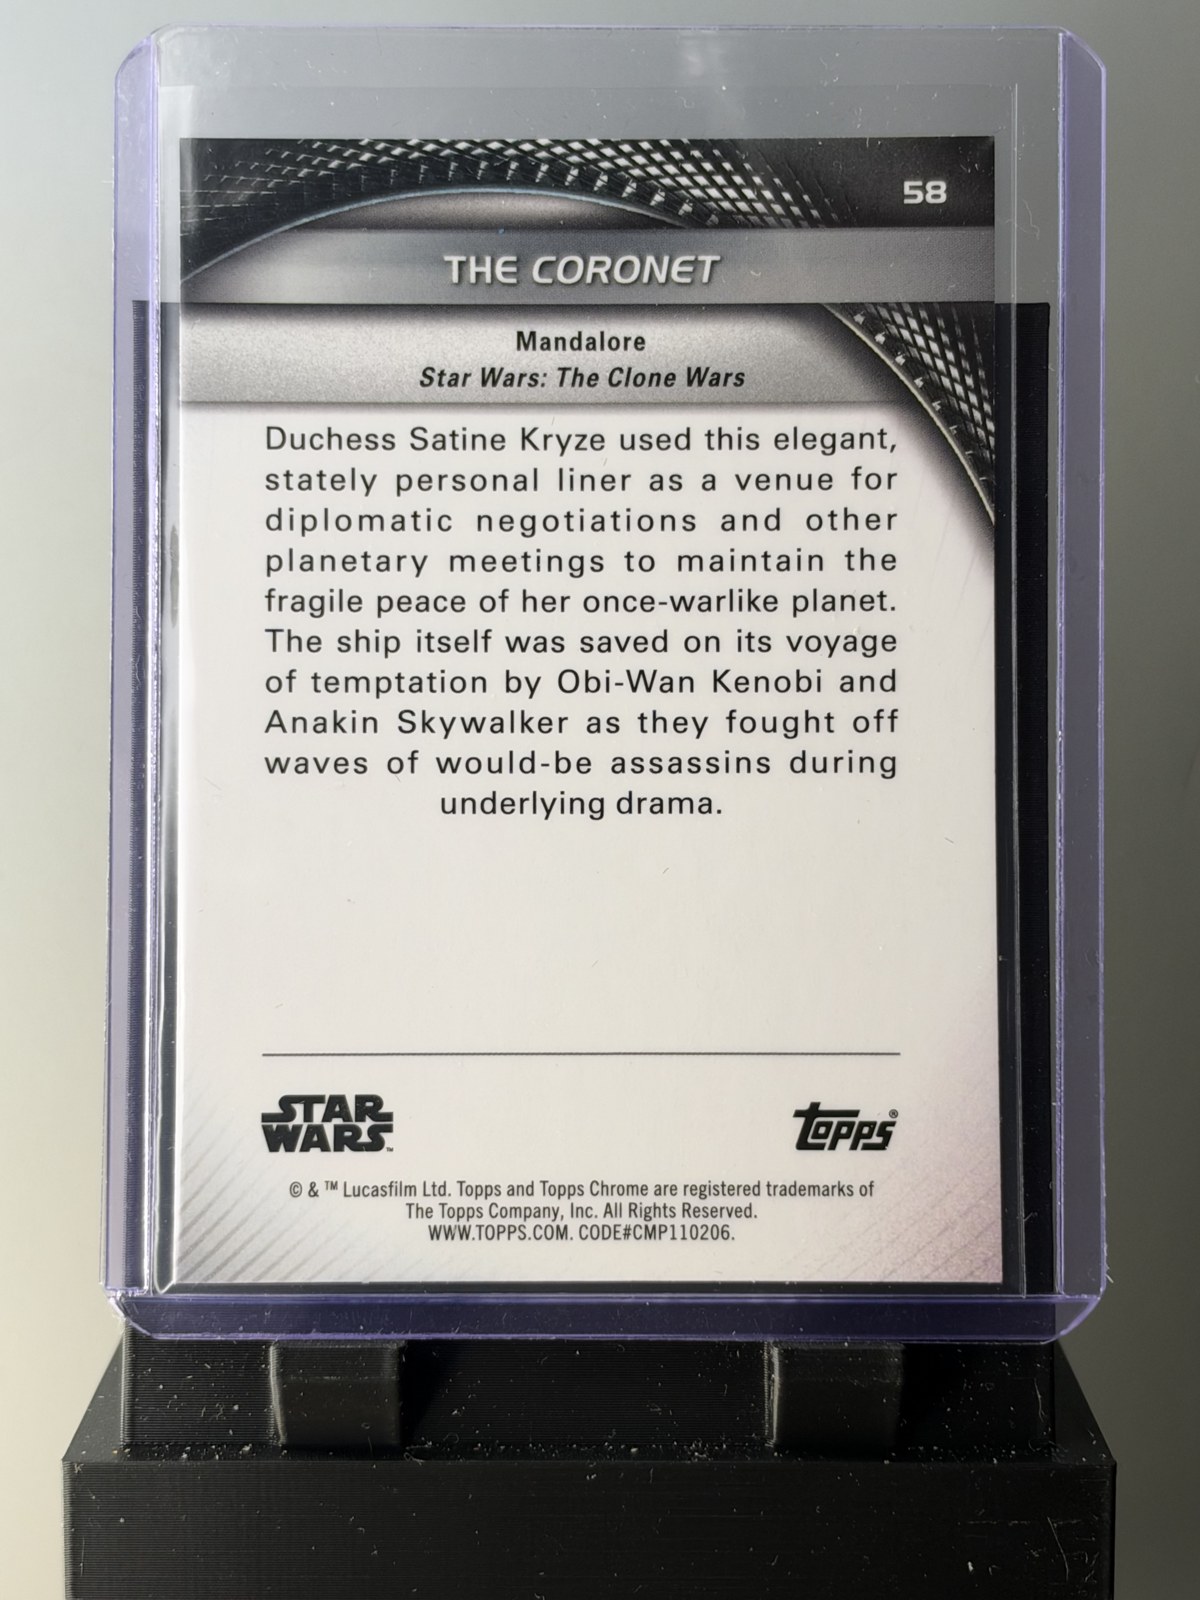 58
THE CORONET
Mandalore
Star Wars: The Clone Wars
Duchess Satine Kryze used this elegant,
stately personal liner as a venue for
diplomatic negotiations and other
planetary meetings to maintain the
fragile peace of her once-warlike planet.
The ship itself was saved on its voyage
of temptation by Obi-Wan Kenobi and
Anakin Skywalker as they fought off
waves of would-be assassins during
underlying drama.
STAR
WARS™
Topps®
© & ™ Lucasfilm Ltd. Topps and Topps Chrome are registered trademarks of
The Topps Company, Inc. All Rights Reserved.
WWW.TOPPS.COM. CODE#CMP110206.